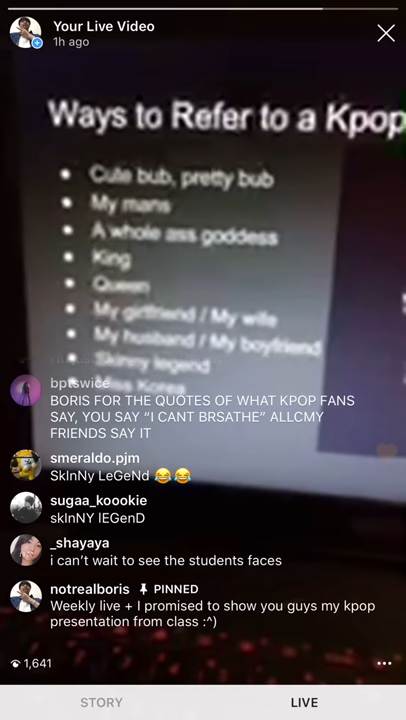 Your Live Video
1h ago
Ways to Refer to a Kpop
• Cute bub, pretty bub
• My mans
• A whole ass goddess
• King
• Queen
• My girlfriend / My wife
• My husband / My boyfriend
• Skinny legend
• Miss Korea
bptswice
BORIS FOR THE QUOTES OF WHAT KPOP FANS
SAY, YOU SAY “I CANT BRSATHE” ALLCMY
FRIENDS SAY IT
smeraldo.pjm
SkInNy LeGeNd 😂😂
sugaa_koookie
skInNY lEGenD
_shayaya
i can’t wait to see the students faces
notrealboris PINNED
Weekly live + I promised to show you guys my kpop
presentation from class :^)
1,641
STORY LIVE